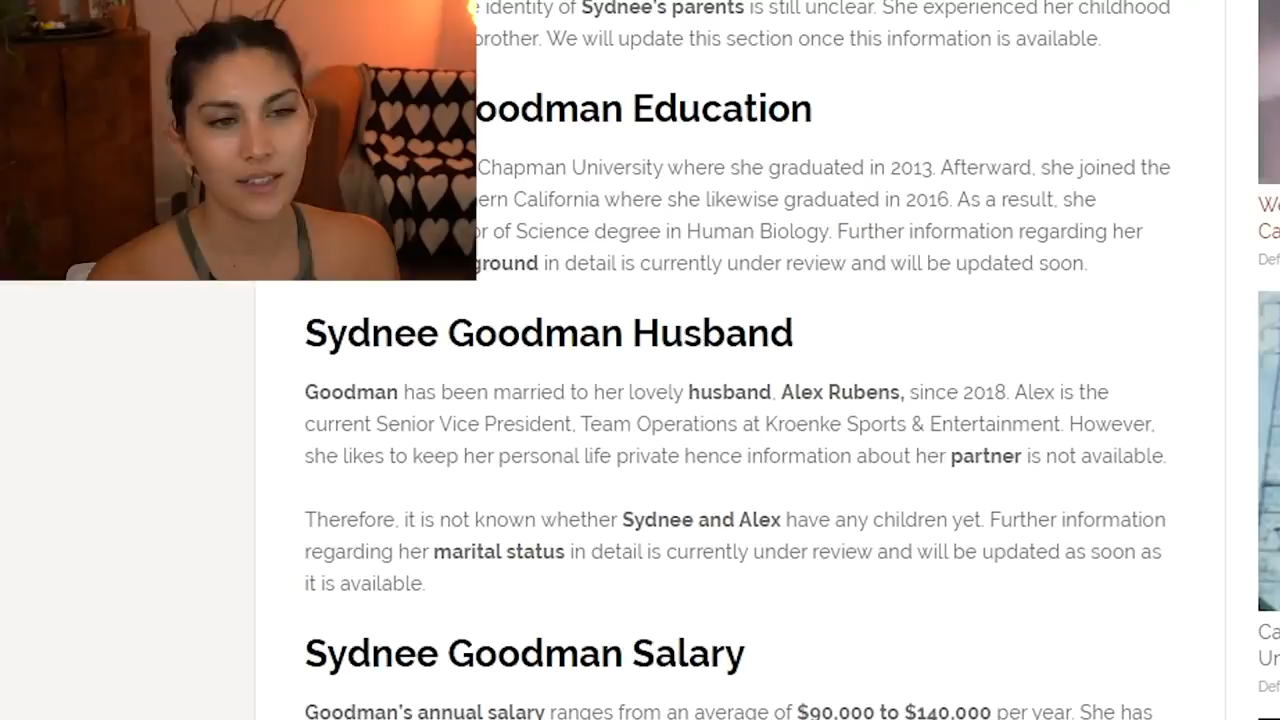 identity of Sydnee's parents is still unclear. She experienced her childhood
brother. We will update this section once this information is available.
oodman Education
Chapman University where she graduated in 2013. Afterward, she joined the
ern California where she likewise graduated in 2016. As a result, she
or of Science degree in Human Biology. Further information regarding her
ground in detail is currently under review and will be updated soon.
Sydnee Goodman Husband
Goodman has been married to her lovely husband, Alex Rubens, since 2018. Alex is the
current Senior Vice President, Team Operations at Kroenke Sports & Entertainment. However,
she likes to keep her personal life private hence information about her partner is not available.
Therefore, it is not known whether Sydnee and Alex have any children yet. Further information
regarding her marital status in detail is currently under review and will be updated as soon as
it is available.
Sydnee Goodman Salary
Goodman's annual salary ranges from an average of $90,000 to $140,000 per year. She has
We
Ca
Def
Ca
Ur
Def